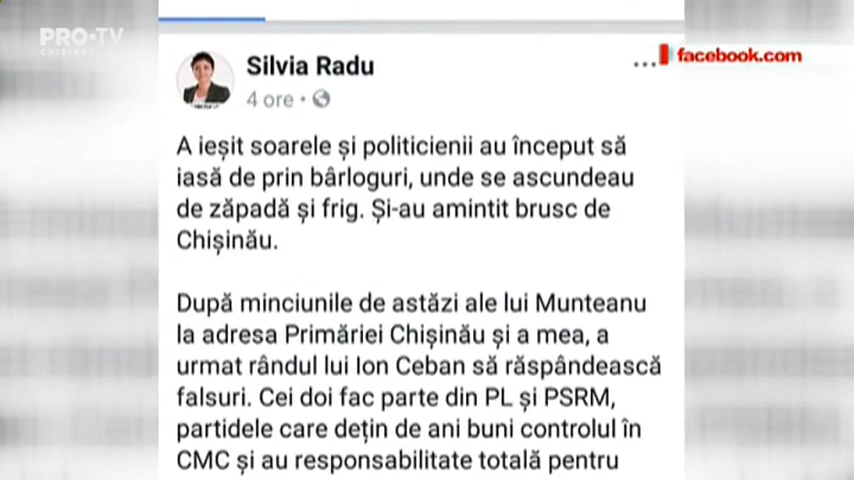 PRO•TV
CHIȘINĂU
Silvia Radu
4 ore
facebook.com
A ieșit soarele și politicienii au început să
iasă de prin bârloguri, unde se ascundeau
de zăpadă și frig. Și-au amintit brusc de
Chișinău.
După minciunile de astăzi ale lui Munteanu
la adresa Primăriei Chișinău și a mea, a
urmat rândul lui Ion Ceban să răspândească
falsuri. Cei doi fac parte din PL și PSRM,
partidele care dețin de ani buni controlul în
CMC și au responsabilitate totală pentru